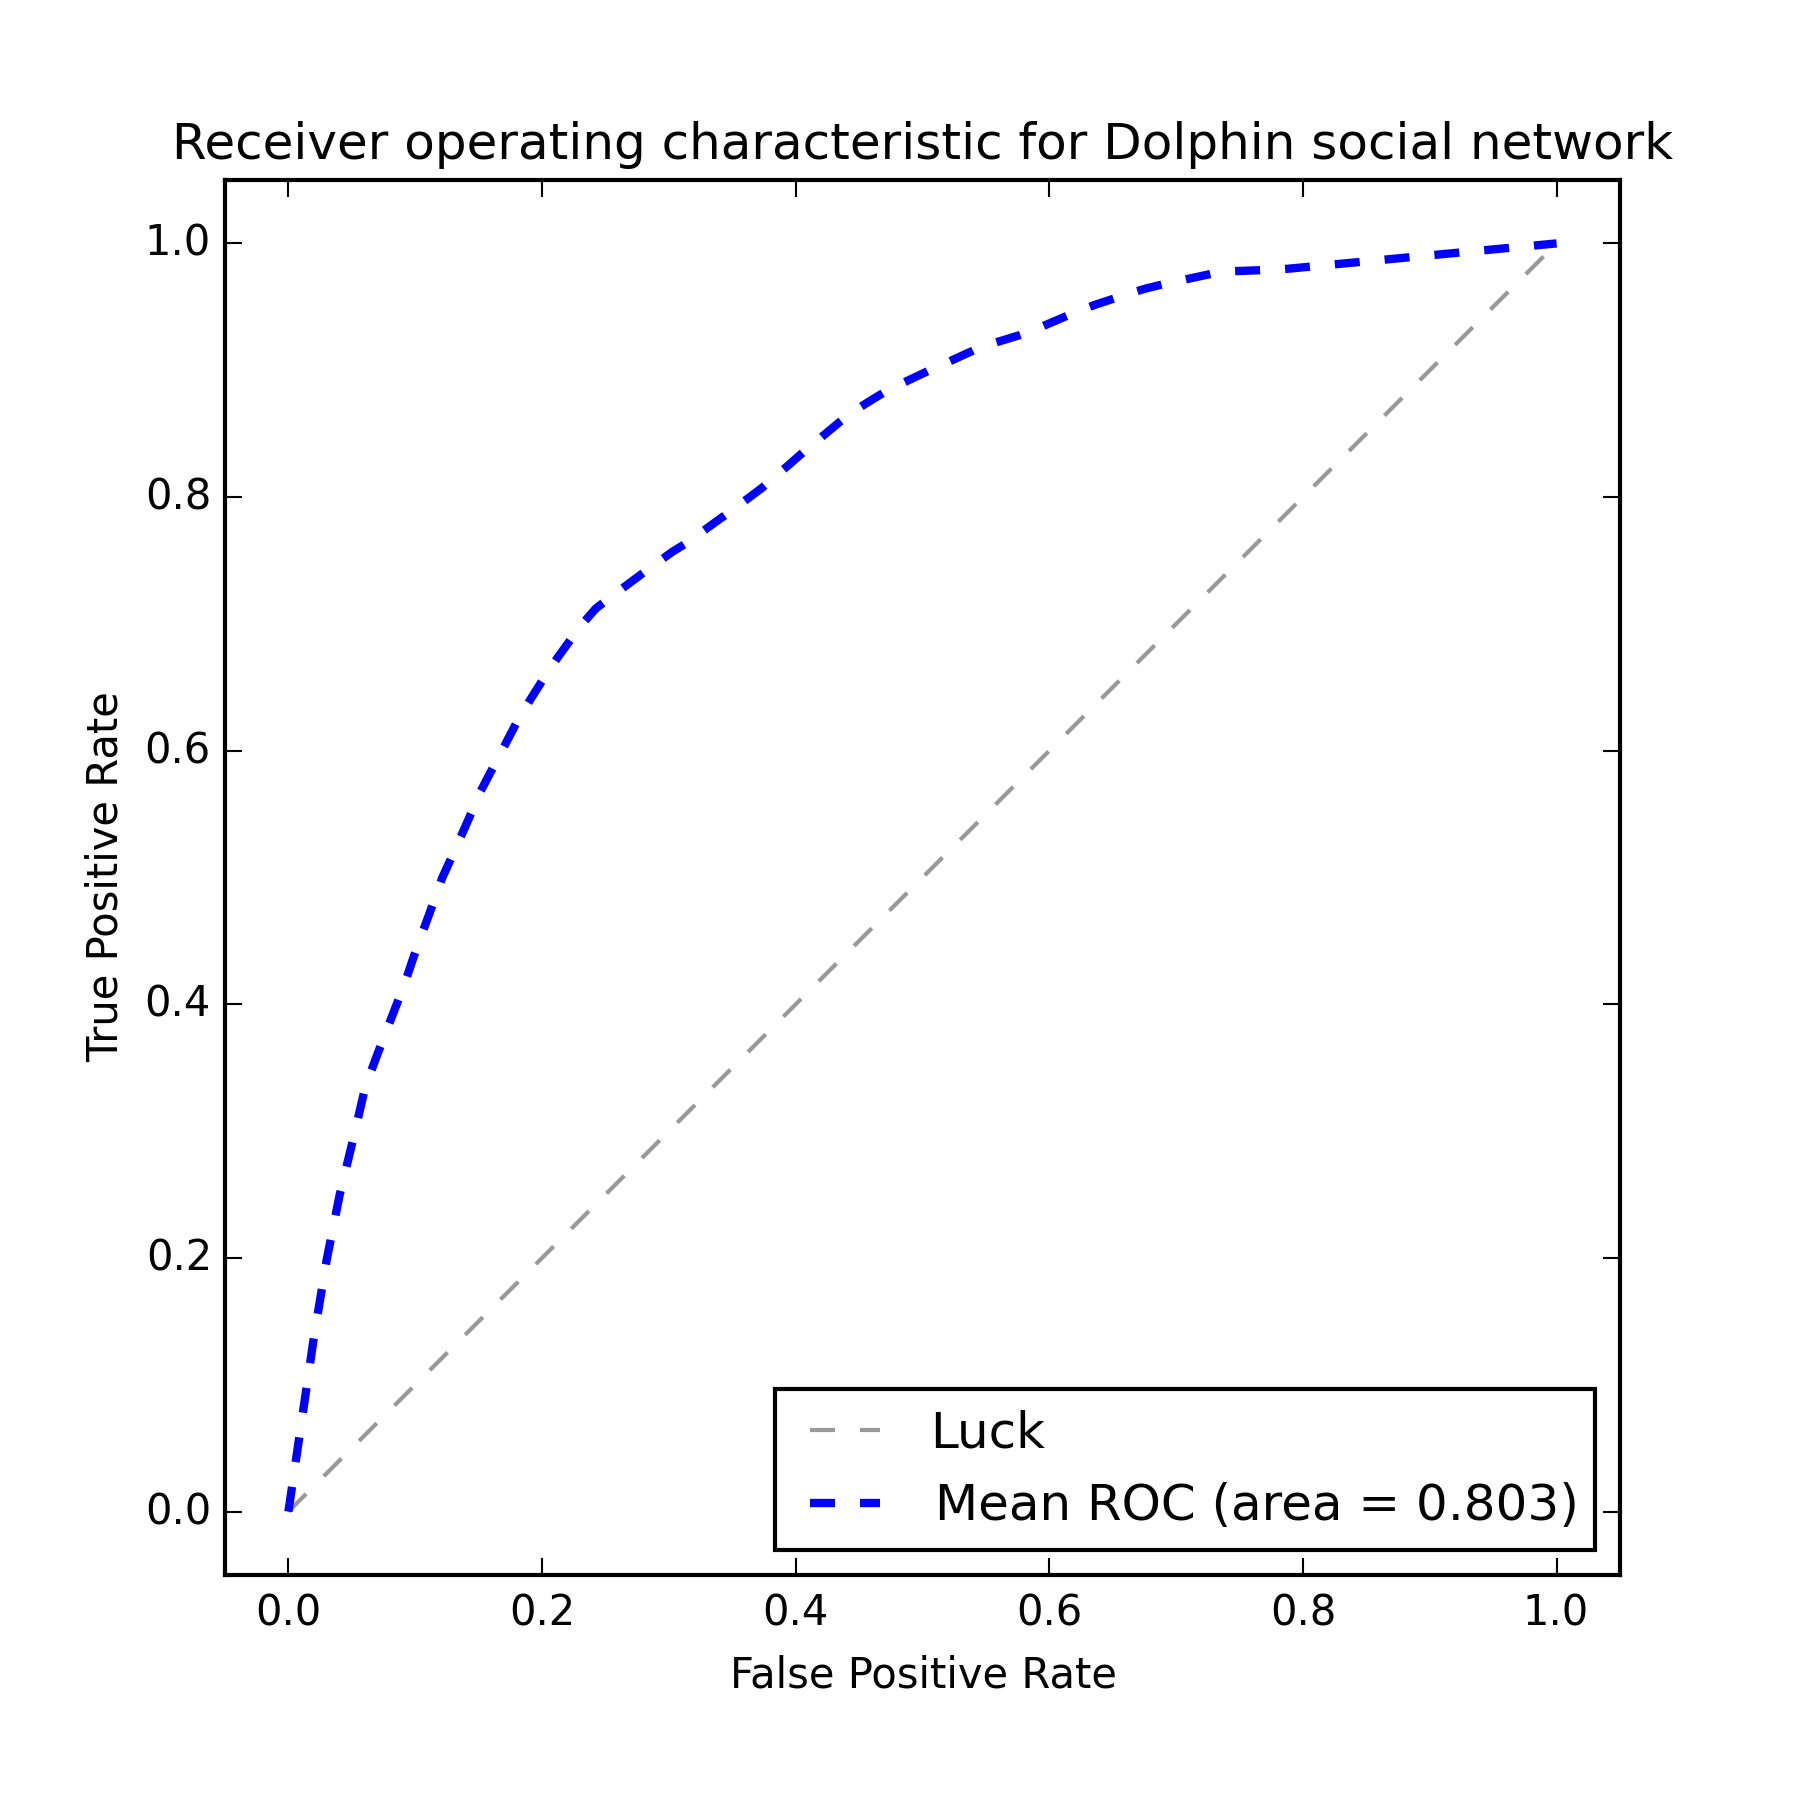 Receiver operating characteristic for Dolphin social network
1.0
0.8
0.6
0.4
0.2
0.0
True Positive Rate
Luck
Mean ROC (area = 0.803)
0.0 0.2 0.4 0.6 0.8 1.0
False Positive Rate